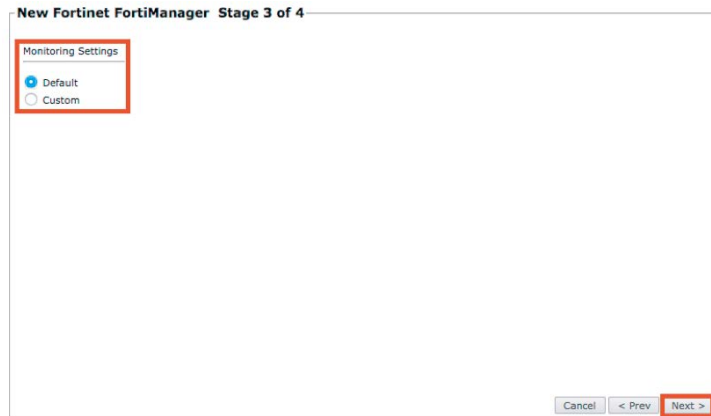 New Fortinet FortiManager Stage 3 of 4
Monitoring Settings
Default
Custom
Cancel < Prev Next >